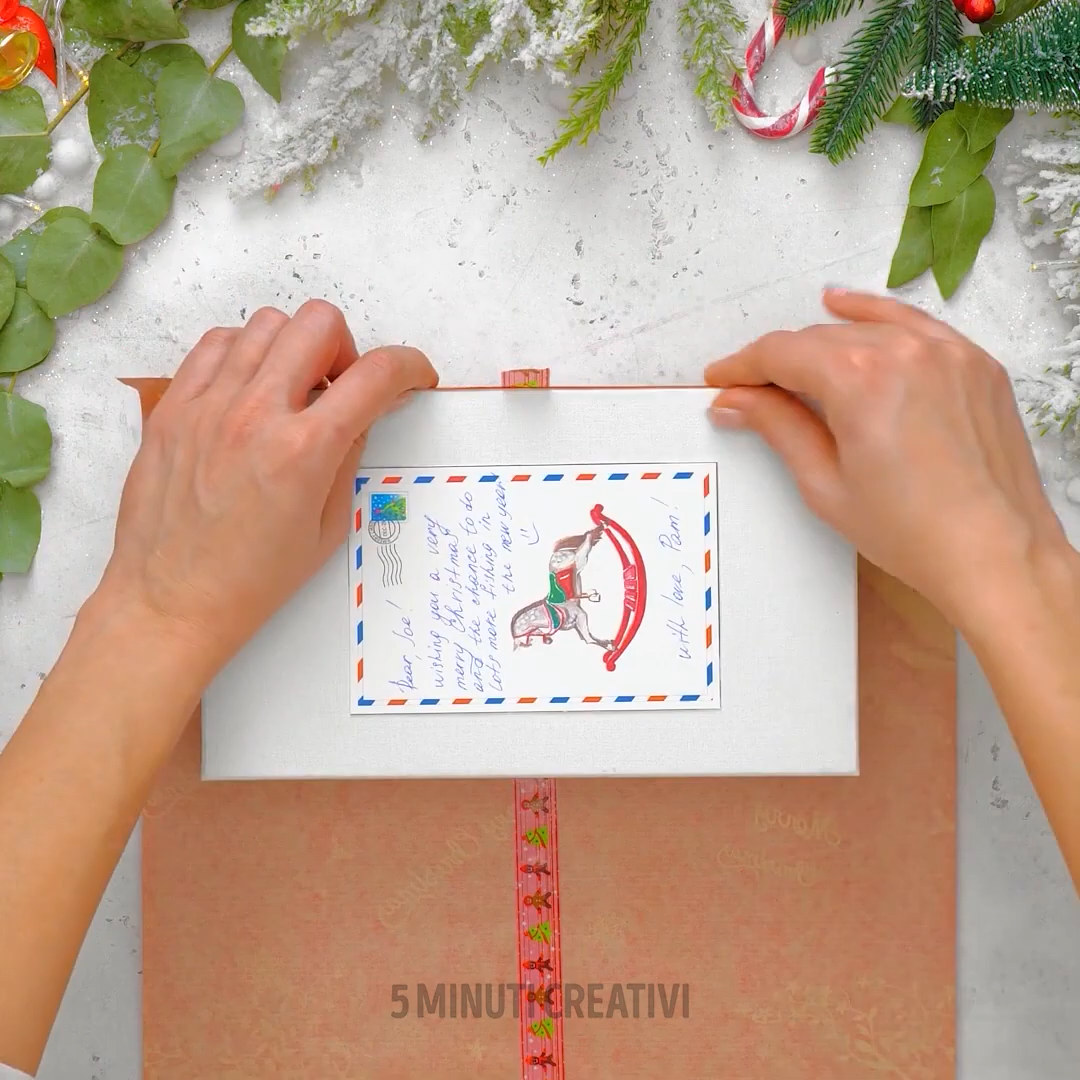 Dear, Joe!
wishing you a very
merry Christmas
and the chance to do
Lots more fishing in
the new year
:)
with love, Pam!
5 MINUTI CREATIVI